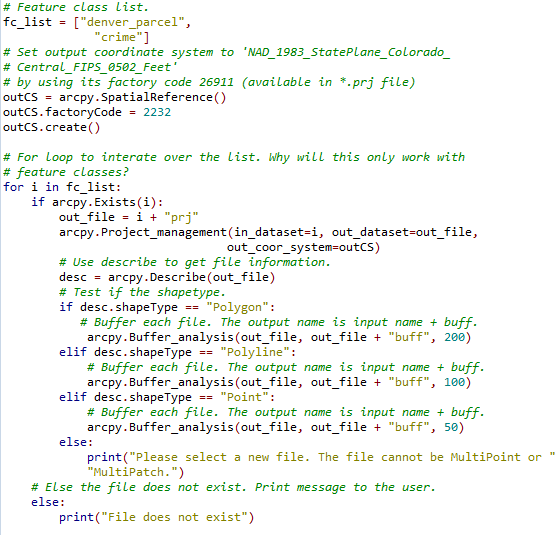 # Feature class list.
fc_list = ["denver_parcel",
             "crime"]
# Set output coordinate system to 'NAD_1983_StatePlane_Colorado_
# Central_FIPS_0502_Feet'
# by using its factory code 26911 (available in *.prj file)
outCS = arcpy.SpatialReference()
outCS.factoryCode = 2232
outCS.create()

# For loop to interate over the list. Why will this only work with
# feature classes?
for i in fc_list:
    if arcpy.Exists(i):
        out_file = i + "prj"
        arcpy.Project_management(in_dataset=i, out_dataset=out_file,
                                out_coor_system=outCS)
        # Use describe to get file information.
        desc = arcpy.Describe(out_file)
        # Test if the shapetype.
        if desc.shapeType == "Polygon":
           # Buffer each file. The output name is input name + buff.
            arcpy.Buffer_analysis(out_file, out_file + "buff", 200)
        elif desc.shapeType == "Polyline":
            # Buffer each file. The output name is input name + buff.
            arcpy.Buffer_analysis(out_file, out_file + "buff", 100)
        elif desc.shapeType == "Point":
            # Buffer each file. The output name is input name + buff.
            arcpy.Buffer_analysis(out_file, out_file + "buff", 50)
        else:
            print("Please select a new file. The file cannot be MultiPoint or "
            "MultiPatch.")
    # Else the file does not exist. Print message to the user.
    else:
        print("File does not exist")